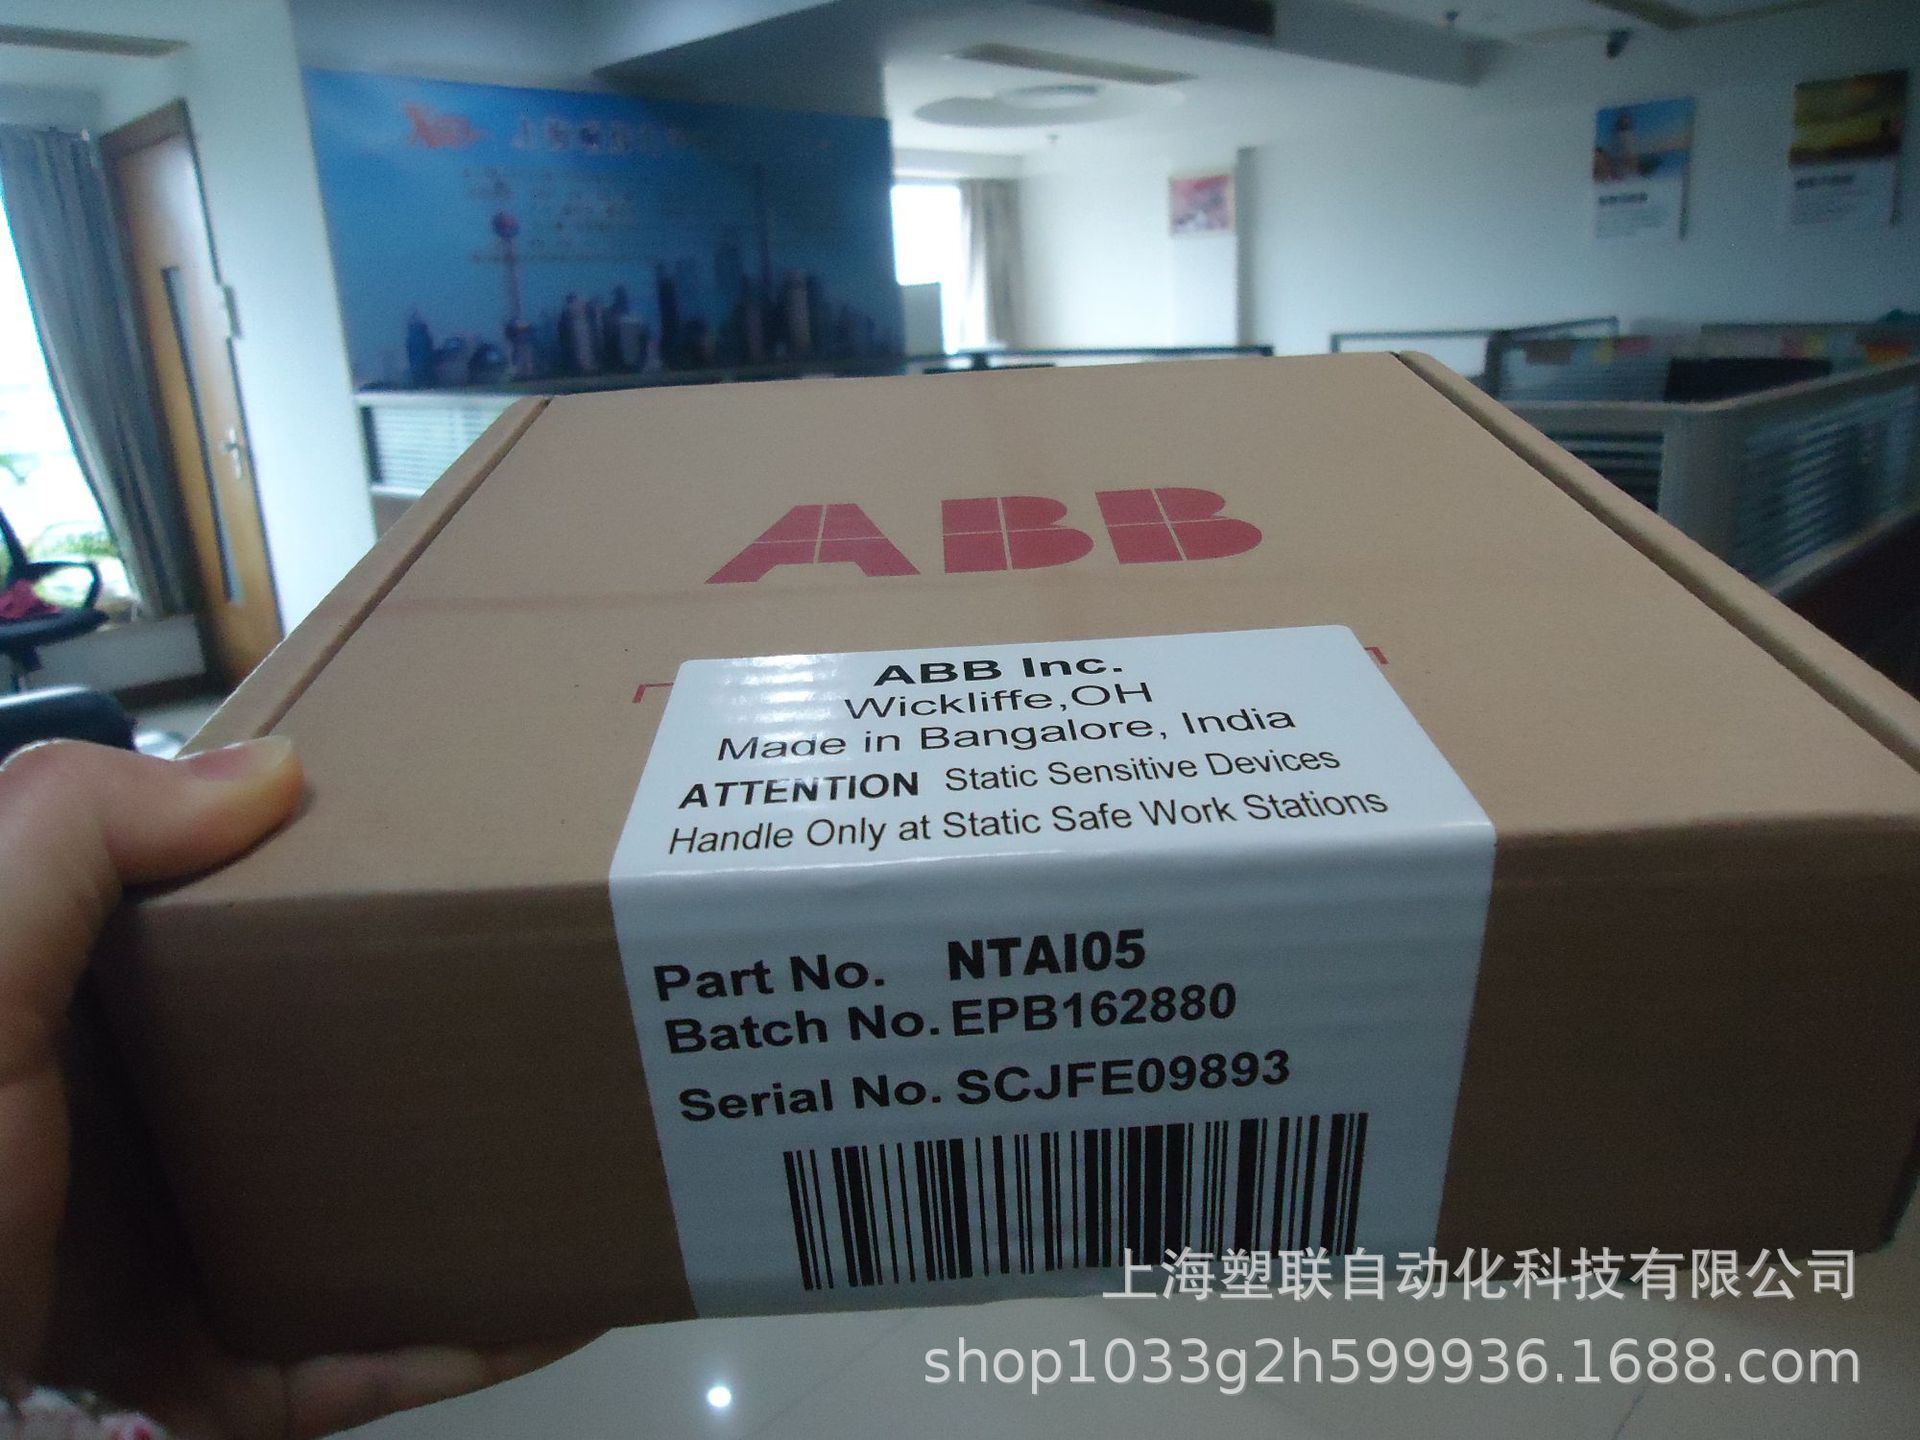 ABB
ABB Inc.
Wickliffe,OH
Made in Bangalore, India
ATTENTION Static Sensitive Devices
Handle Only at Static Safe Work Stations
Part No. NTAI05
Batch No. EPB162880
Serial No. SCJFE09893
上海塑联自动化科技有限公司
shop1033g2h599936.1688.com